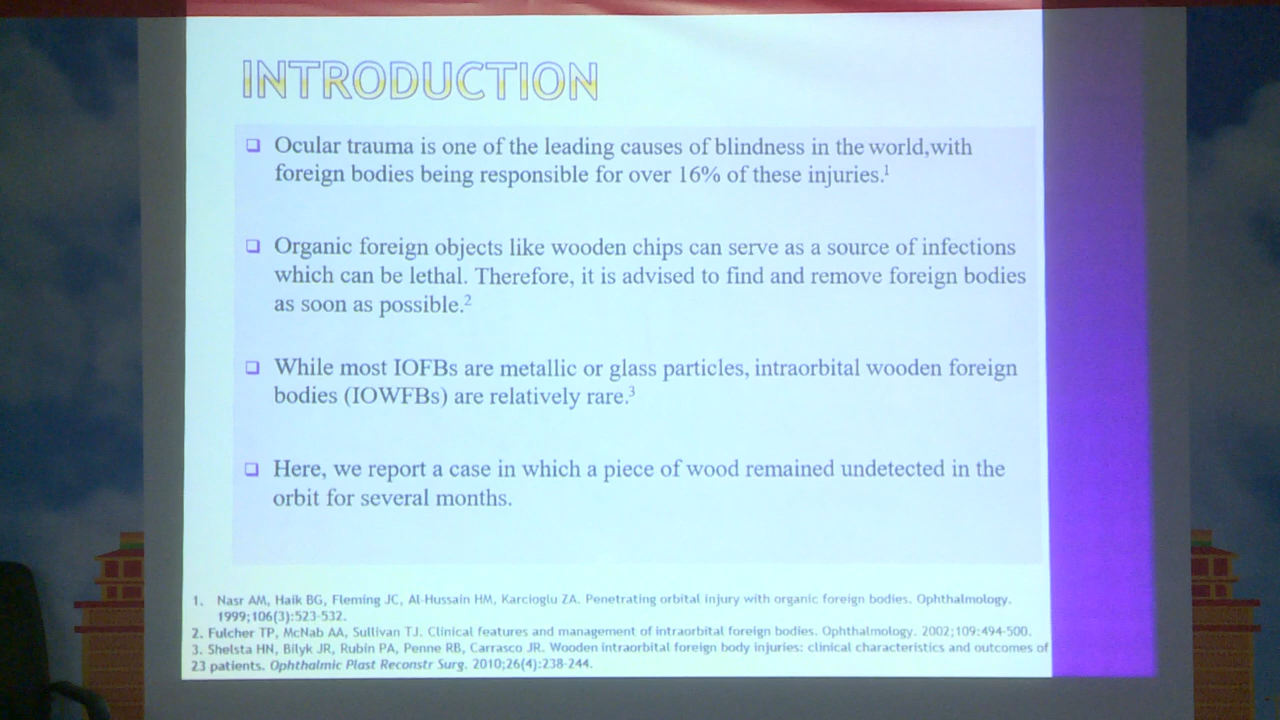 INTRODUCTION
❑ Ocular trauma is one of the leading causes of blindness in the world,with
foreign bodies being responsible for over 16% of these injuries.¹
❑ Organic foreign objects like wooden chips can serve as a source of infections
which can be lethal. Therefore, it is advised to find and remove foreign bodies
as soon as possible.²
❑ While most IOFBs are metallic or glass particles, intraorbital wooden foreign
bodies (IOWFBs) are relatively rare.³
❑ Here, we report a case in which a piece of wood remained undetected in the
orbit for several months.
1. Nasr AM, Haik BG, Fleming JC, Al-Hussain HM, Karcioglu ZA. Penetrating orbital injury with organic foreign bodies. Ophthalmology.
1999;106(3):523-532.
2. Fulcher TP, McNab AA, Sullivan TJ. Clinical features and management of intraorbital foreign bodies. Ophthalmology. 2002;109:494-500.
3. Shelsta HN, Bilyk JR, Rubin PA, Penne RB, Carrasco JR. Wooden intraorbital foreign body injuries: clinical characteristics and outcomes of
23 patients. Ophthalmic Plast Reconstr Surg. 2010;26(4):238-244.